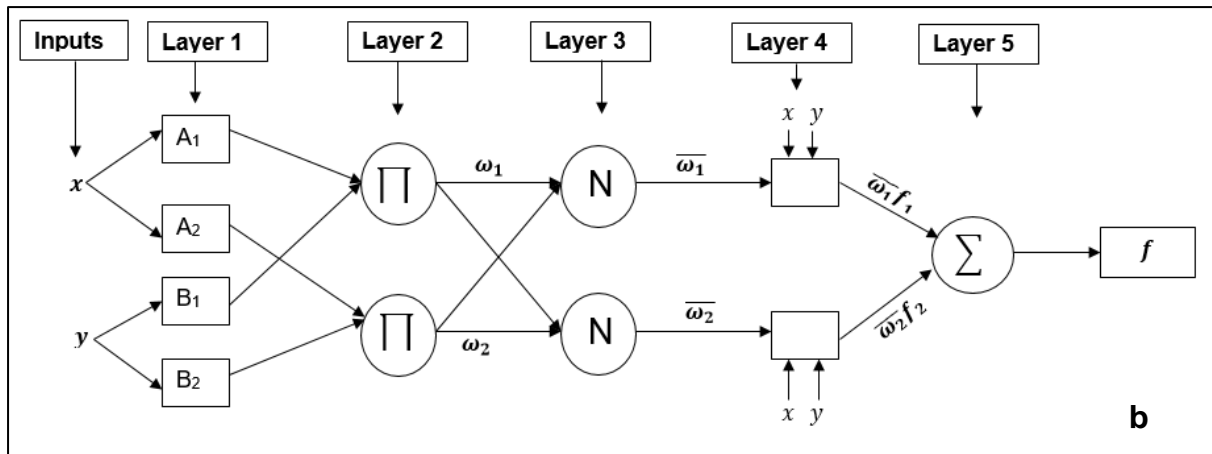 Inputs Layer 1 Layer 2 Layer 3 Layer 4 Layer 5
x y
A₁
∏ ω₁ N ω̅₁ ω̅₁f₁
x
A₂
∑ f
B₁
y
∏ ω₂ N ω̅₂ ω̅₂f₂
B₂
x y
b